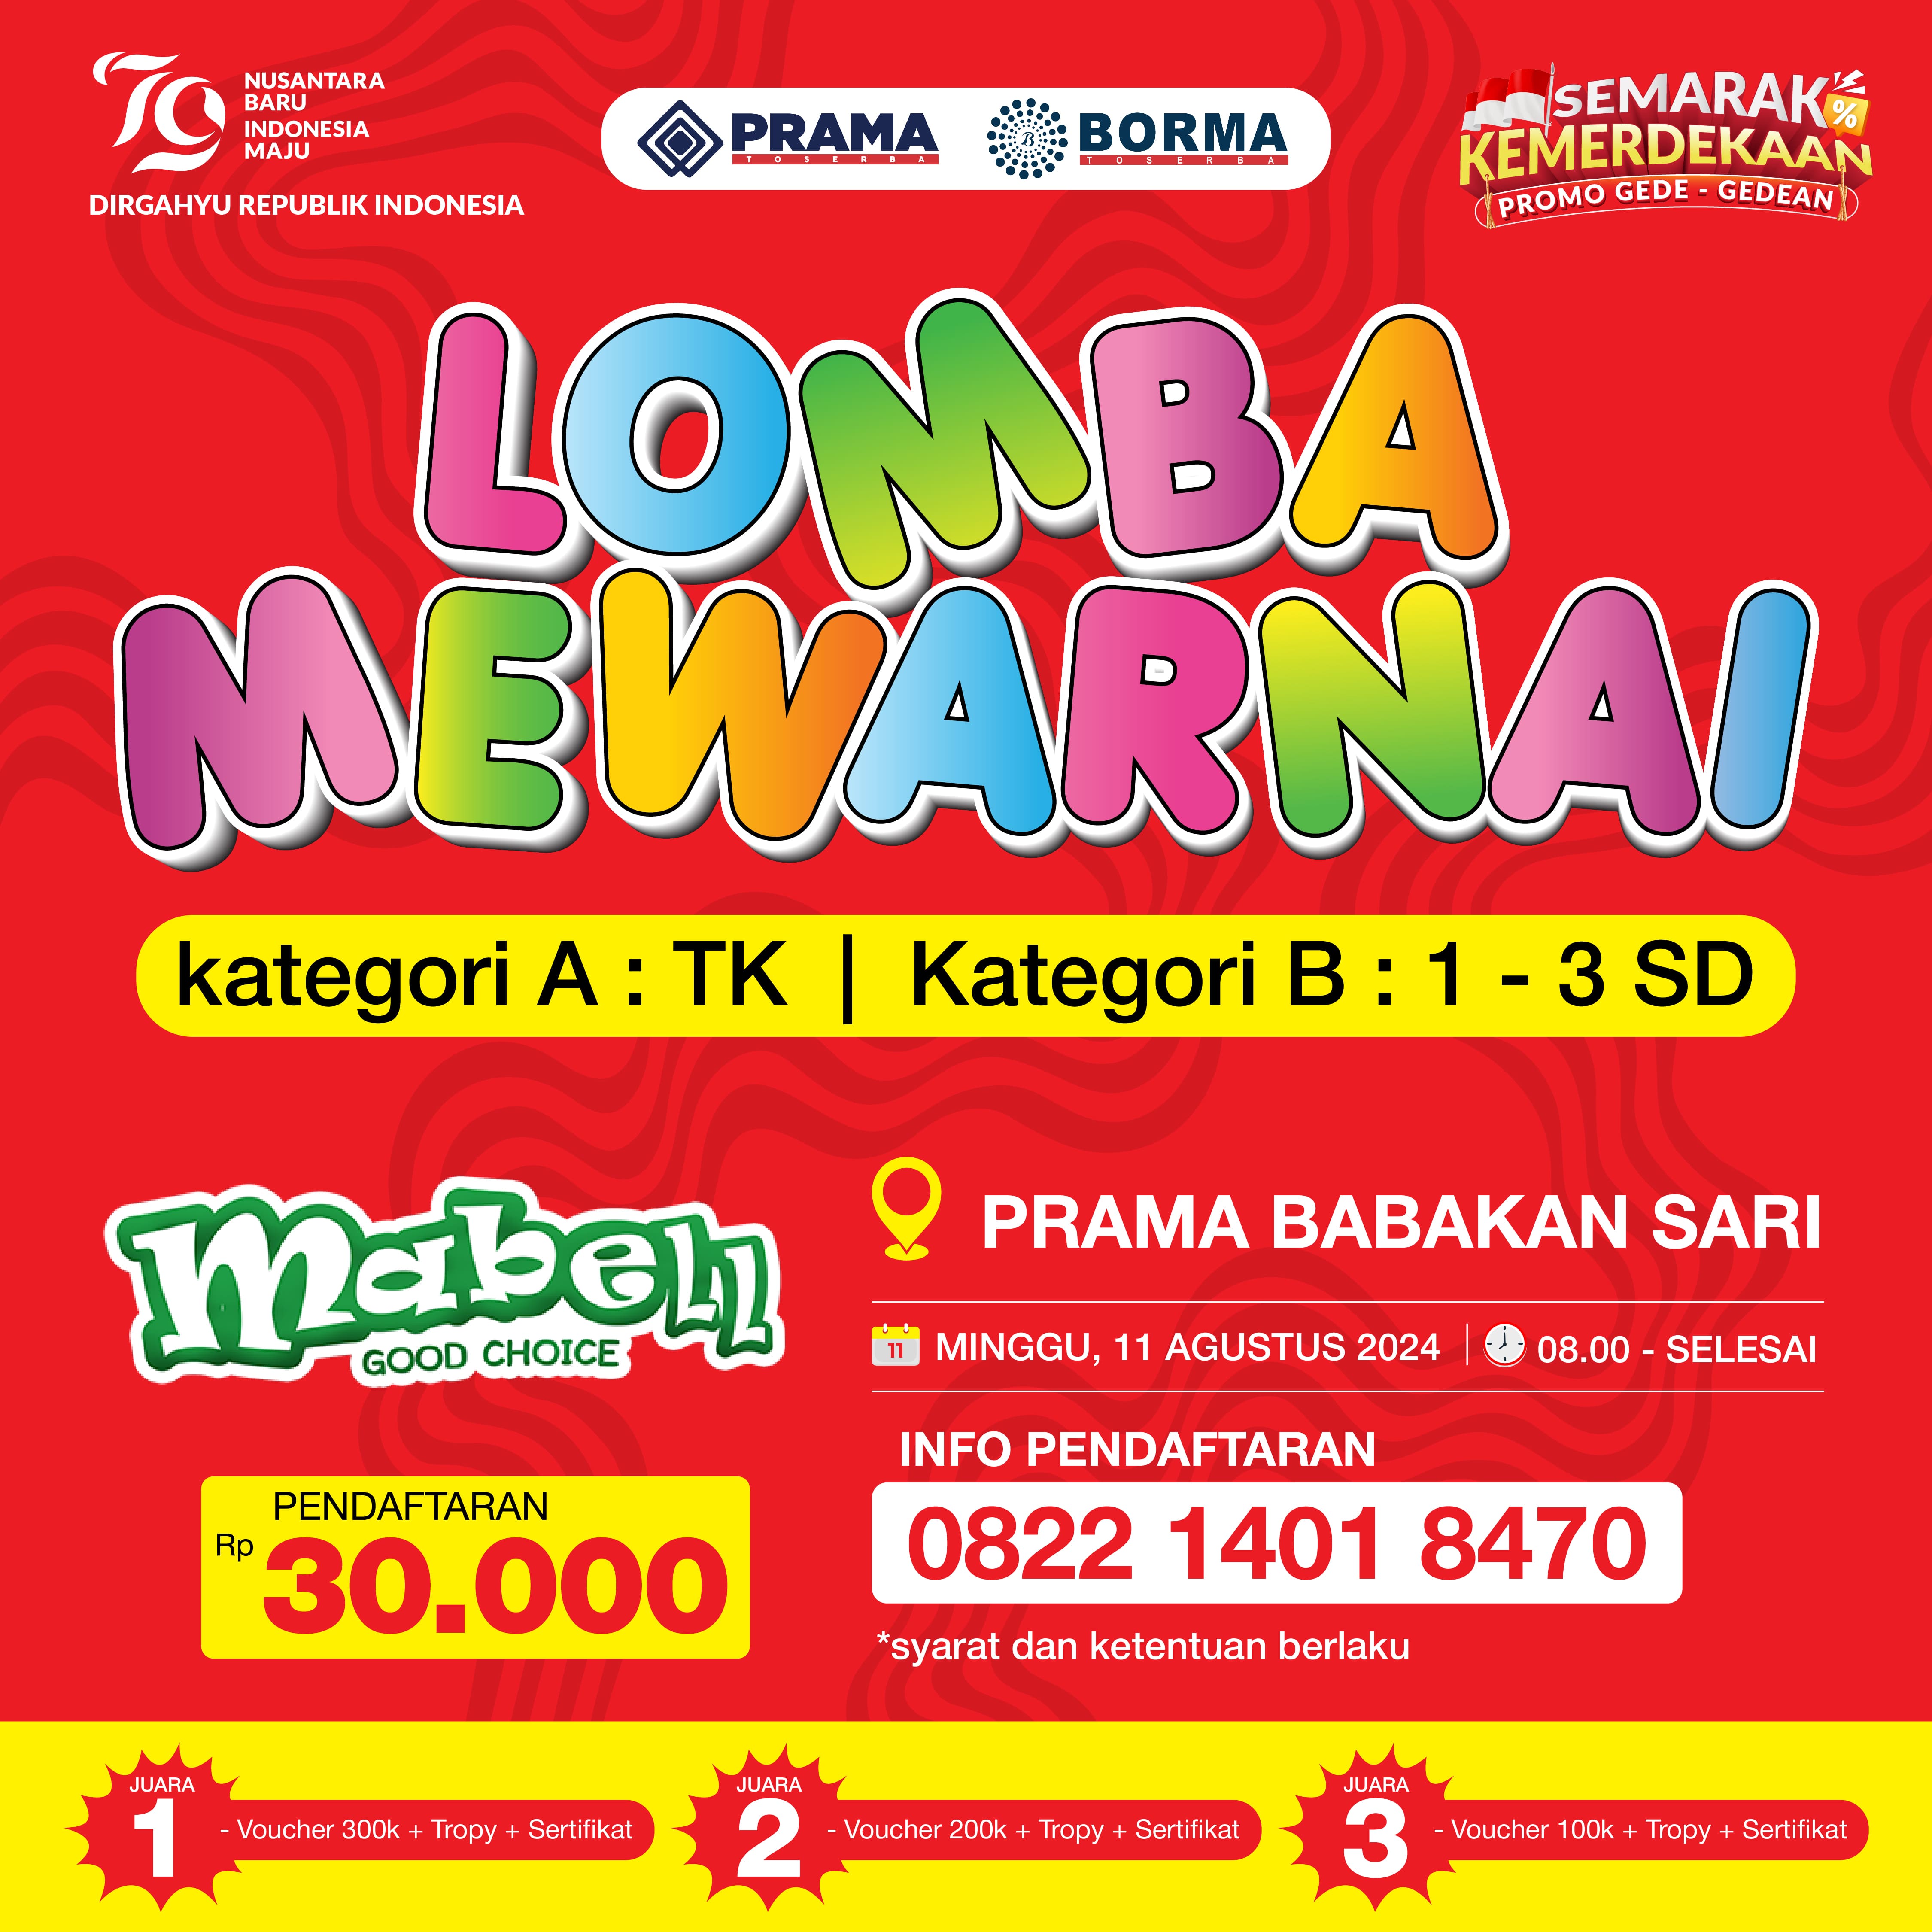 79
NUSANTARA
BARU
INDONESIA
MAJU
DIRGAHYU REPUBLIK INDONESIA
PRAMA
TOSERBA
B
BORMA
TOSERBA
SEMARAK
%
KEMERDEKAAN
PROMO GEDE - GEDEAN
LOMBA
MEWARNAI
kategori A : TK | Kategori B : 1 - 3 SD
mabell
GOOD CHOICE
PRAMA BABAKAN SARI
11
MINGGU, 11 AGUSTUS 2024 | 08.00 - SELESAI
PENDAFTARAN
Rp 30.000
INFO PENDAFTARAN
0822 1401 8470
*syarat dan ketentuan berlaku
JUARA
1
- Voucher 300k + Tropy + Sertifikat
JUARA
2
- Voucher 200k + Tropy + Sertifikat
JUARA
3
- Voucher 100k + Tropy + Sertifikat